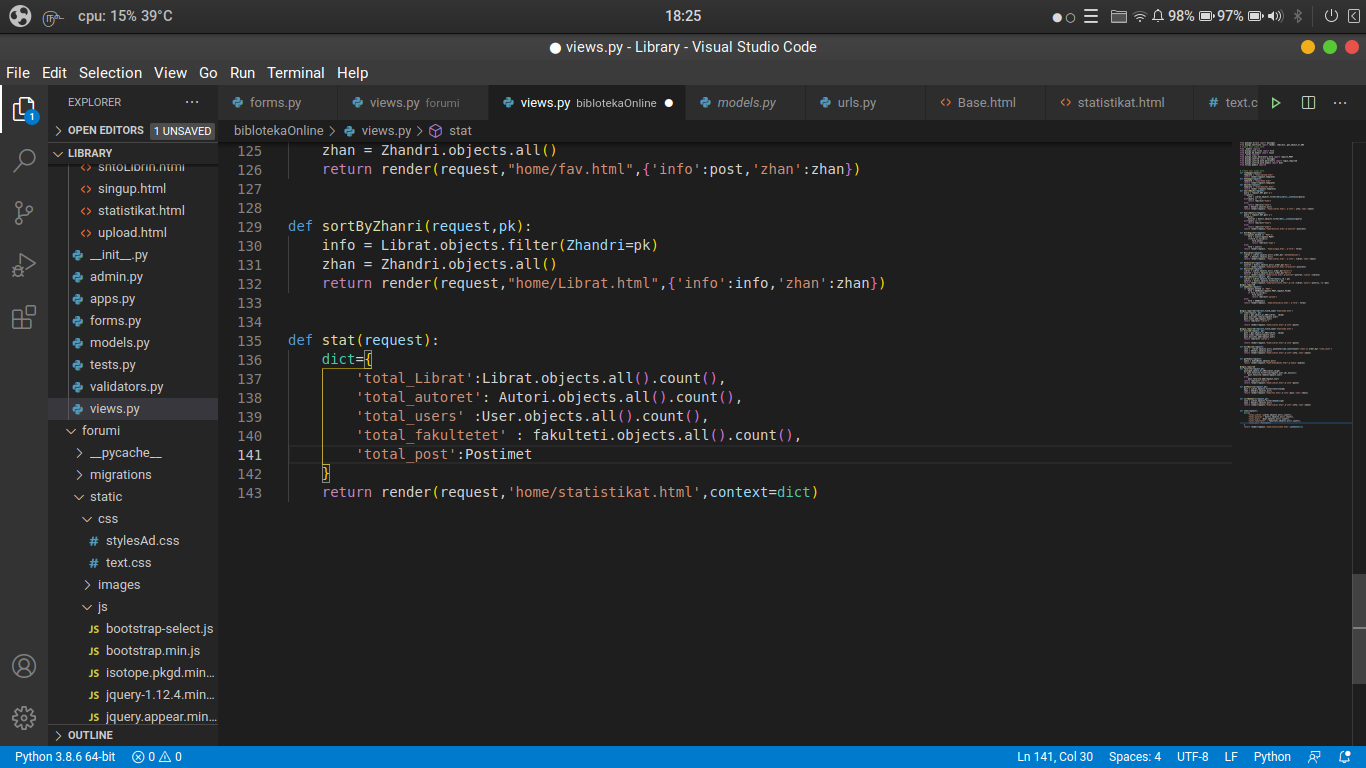 cpu: 15% 39°C
18:25
98% 97%
views.py - Library - Visual Studio Code
File Edit Selection View Go Run Terminal Help
1
EXPLORER ...
OPEN EDITORS 1 UNSAVED
LIBRARY
shtoLibrin.html
singup.html
statistikat.html
upload.html
__init__.py
admin.py
apps.py
forms.py
models.py
tests.py
validators.py
views.py
forumi
__pycache__
migrations
static
css
# stylesAd.css
# text.css
images
js
JS bootstrap-select.js
JS bootstrap.min.js
JS isotope.pkgd.min...
JS jquery-1.12.4.min...
JS jquery.appear.min...
OUTLINE
forms.py
views.py forumi
views.py biblotekaOnline
models.py
urls.py
Base.html
statistikat.html
# text.c
biblotekaOnline > views.py > stat
125 zhan = Zhandri.objects.all()
126 return render(request,"home/fav.html",{'info':post,'zhan':zhan})
127
128
129 def sortByZhanri(request,pk):
130 info = Librat.objects.filter(Zhandri=pk)
131 zhan = Zhandri.objects.all()
132 return render(request,"home/Librat.html",{'info':info,'zhan':zhan})
133
134
135 def stat(request):
136 dict={
137 'total_Librat':Librat.objects.all().count(),
138 'total_autoret': Autori.objects.all().count(),
139 'total_users' :User.objects.all().count(),
140 'total_fakultetet' : fakulteti.objects.all().count(),
141 'total_post':Postimet
142 }
143 return render(request,'home/statistikat.html',context=dict)
Python 3.8.6 64-bit 0 0
Ln 141, Col 30 Spaces: 4 UTF-8 LF Python